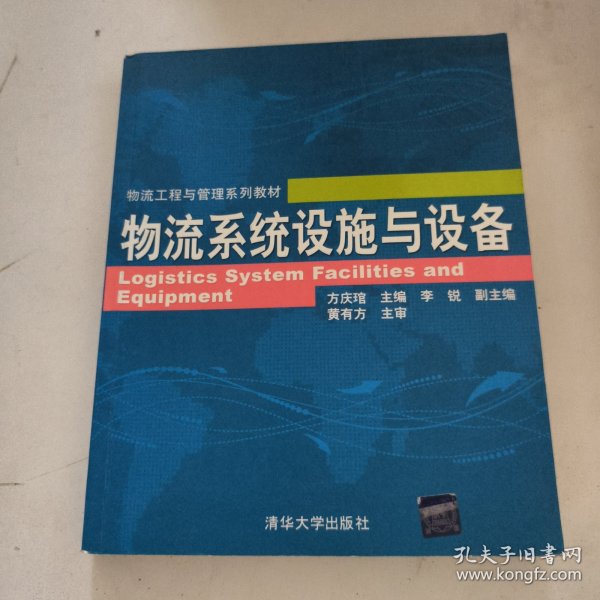 物流工程与管理系列教材
物流系统设施与设备
Logistics System Facilities and
Equipment
方庆琯 主编 李锐 副主编
黄有方 主审
清华大学出版社
孔夫子旧书网
www.kongfz.com